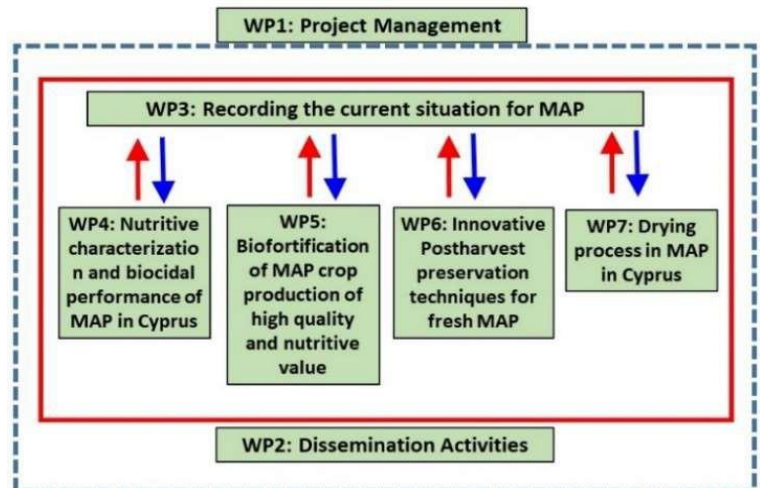 WP1: Project Management
WP3: Recording the current situation for MAP
WP4: Nutritive
characterizatio
n and biocidal
performance of
MAP in Cyprus
WP5:
Biofortification
of MAP crop
production of
high quality
and nutritive
value
WP6: Innovative
Postharvest
preservation
techniques for
fresh MAP
WP7: Drying
process in MAP
in Cyprus
WP2: Dissemination Activities